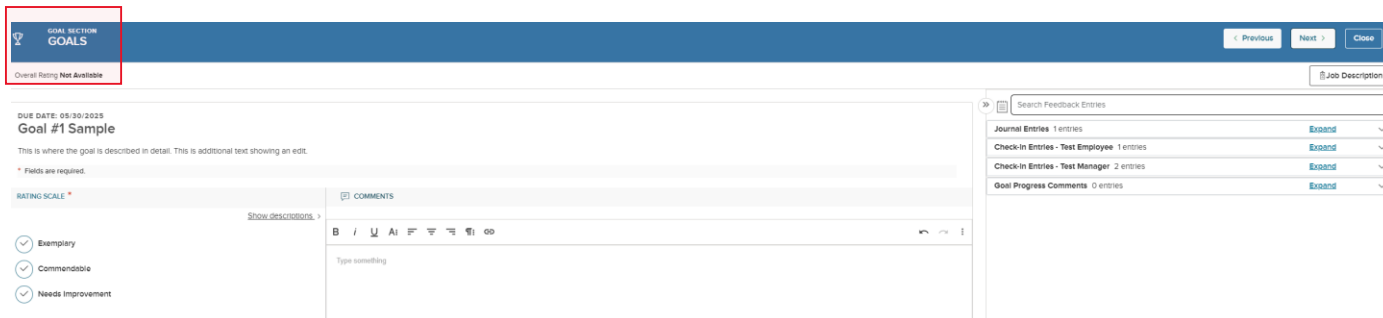 GOAL SECTION
GOALS
Previous
Next
Close
Overall Rating Not Available
Job Description
DUE DATE: 05/30/2025
Goal #1 Sample
This is where the goal is described in detail. This is additional text showing an edit.
* Fields are required.
RATING SCALE *
COMMENTS
Show descriptions
Exemplary
Commendable
Needs Improvement
B i U A
Type something
Search Feedback Entries
Journal Entries 1 entries Expand
Check-In Entries - Test Employee 1 entries Expand
Check-In Entries - Test Manager 2 entries Expand
Goal Progress Comments 0 entries Expand